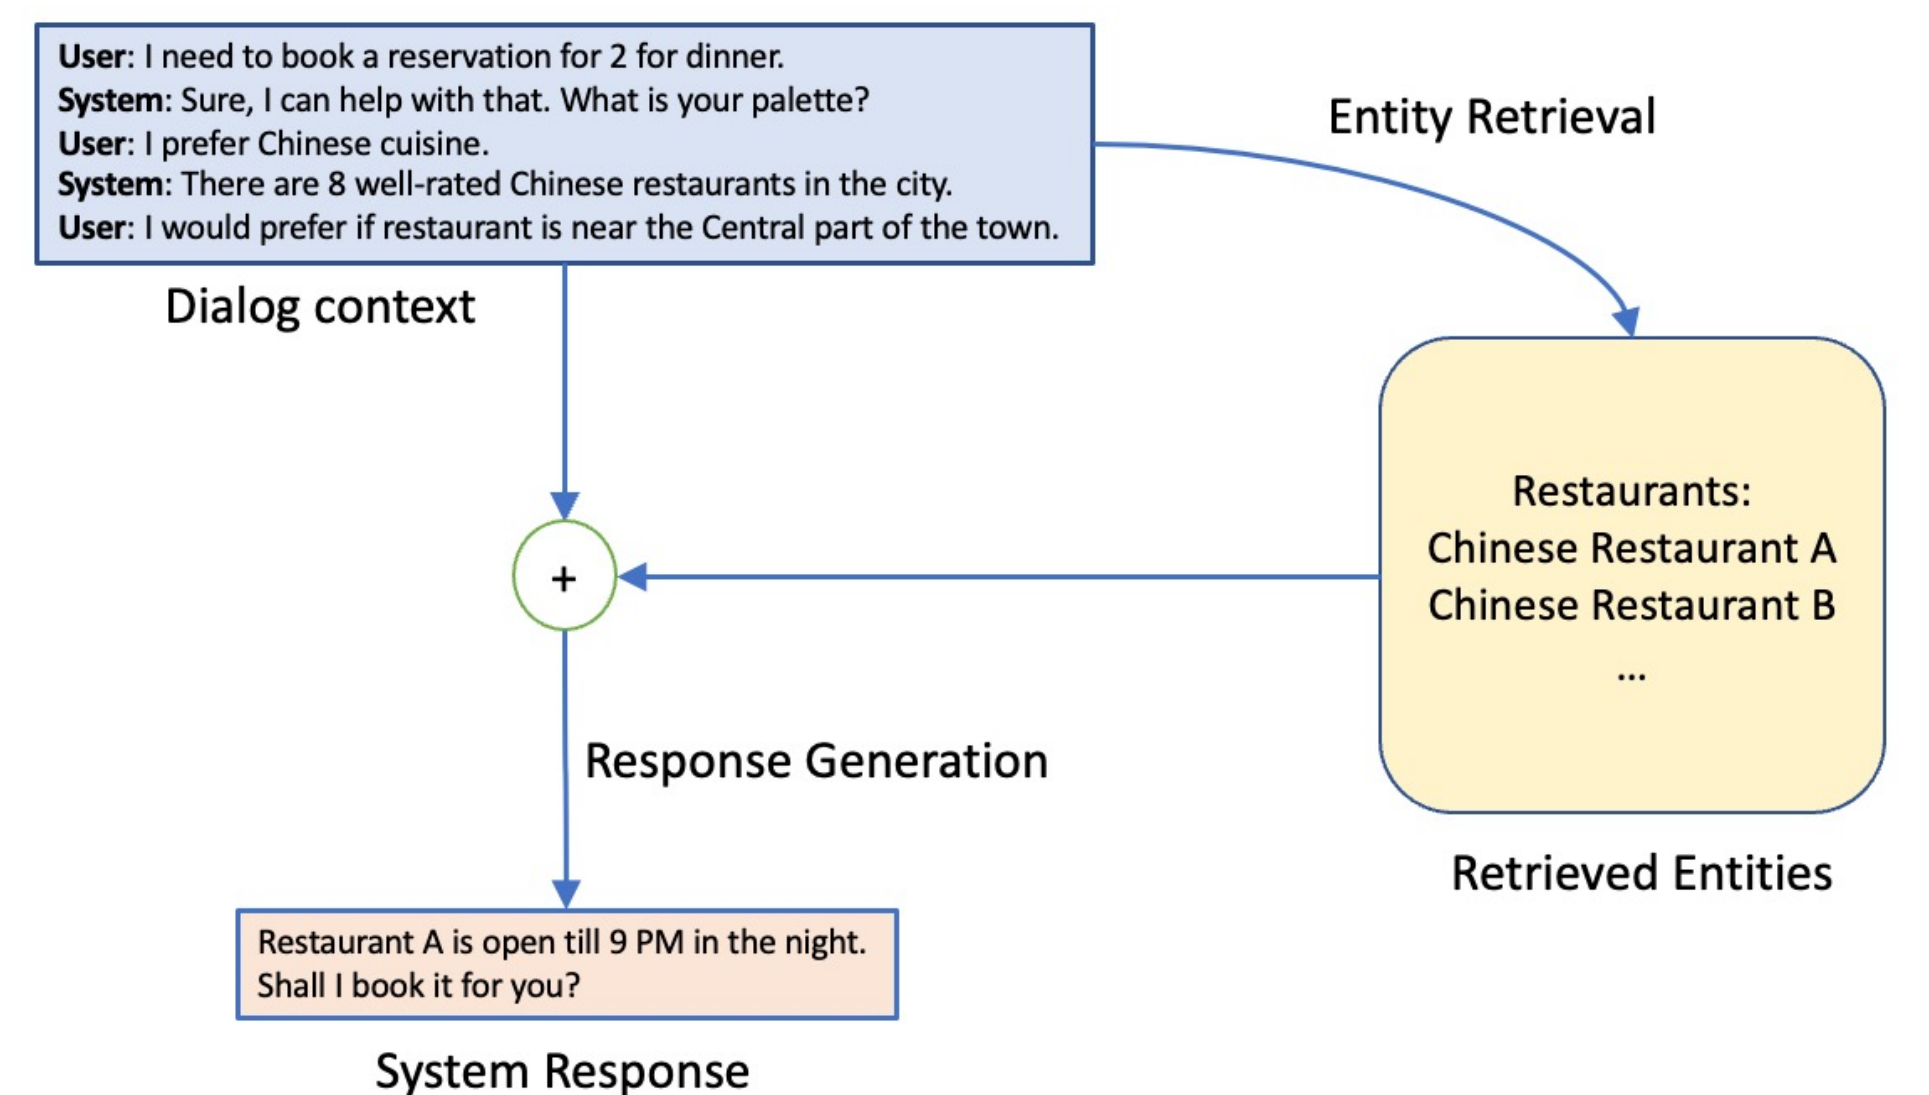 User: I need to book a reservation for 2 for dinner.
System: Sure, I can help with that. What is your palette?
User: I prefer Chinese cuisine.
System: There are 8 well-rated Chinese restaurants in the city.
User: I would prefer if restaurant is near the Central part of the town.
Dialog context
Entity Retrieval
Restaurants:
Chinese Restaurant A
Chinese Restaurant B
...
Retrieved Entities
+
Response Generation
Restaurant A is open till 9 PM in the night.
Shall I book it for you?
System Response